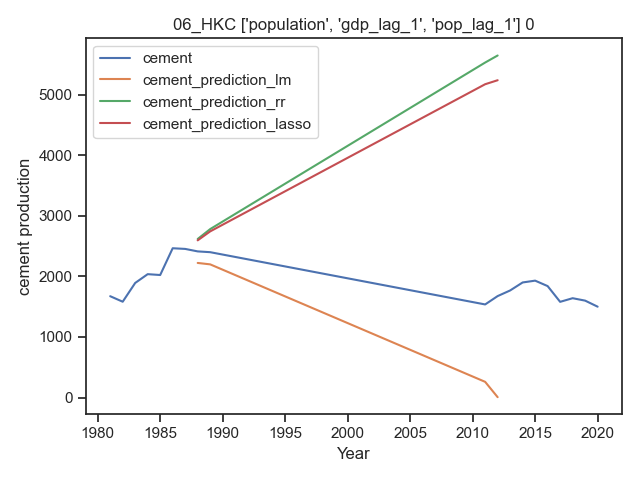 06_HKC ['population', 'gdp_lag_1', 'pop_lag_1'] 0
cement
cement_prediction_lm
cement_prediction_rr
cement_prediction_lasso
cement production
5000
4000
3000
2000
1000
0
1980 1985 1990 1995 2000 2005 2010 2015 2020
Year